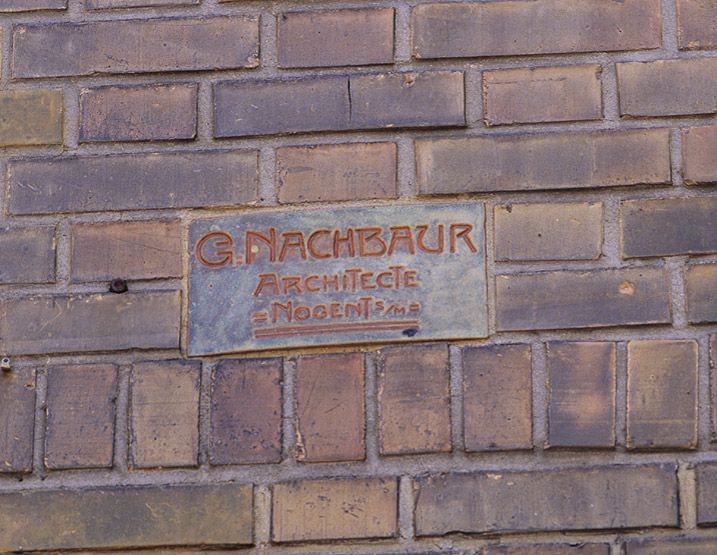 G. NACHBAUR
ARCHITECTE
=NOGENT S/M=